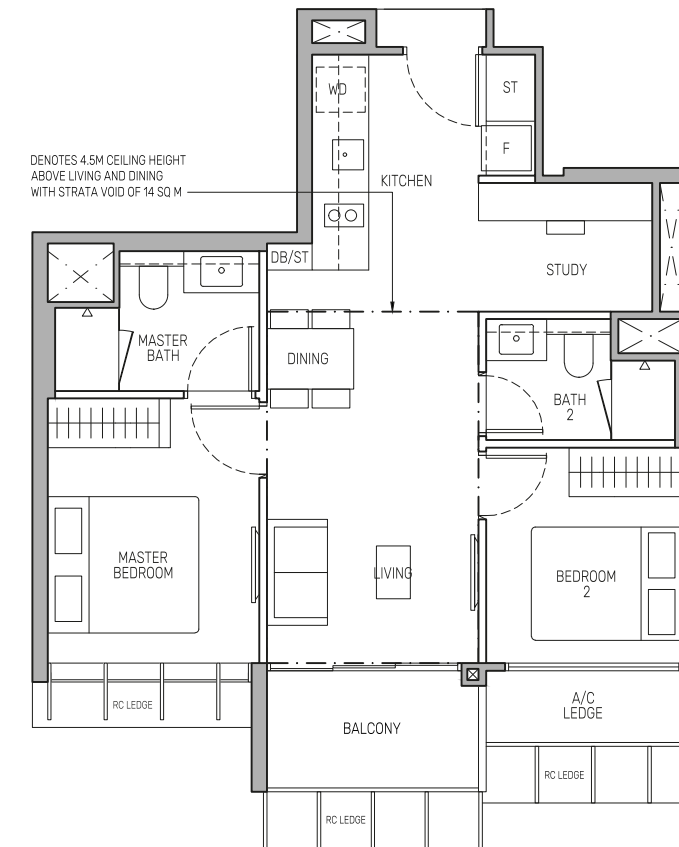 WD
ST
F
DENOTES 4.5M CEILING HEIGHT
ABOVE LIVING AND DINING
WITH STRATA VOID OF 14 SQ M
KITCHEN
DB/ST
STUDY
MASTER
BATH
DINING
BATH
2
MASTER
BEDROOM
LIVING
BEDROOM
2
RC LEDGE
BALCONY
A/C
LEDGE
RC LEDGE
RC LEDGE